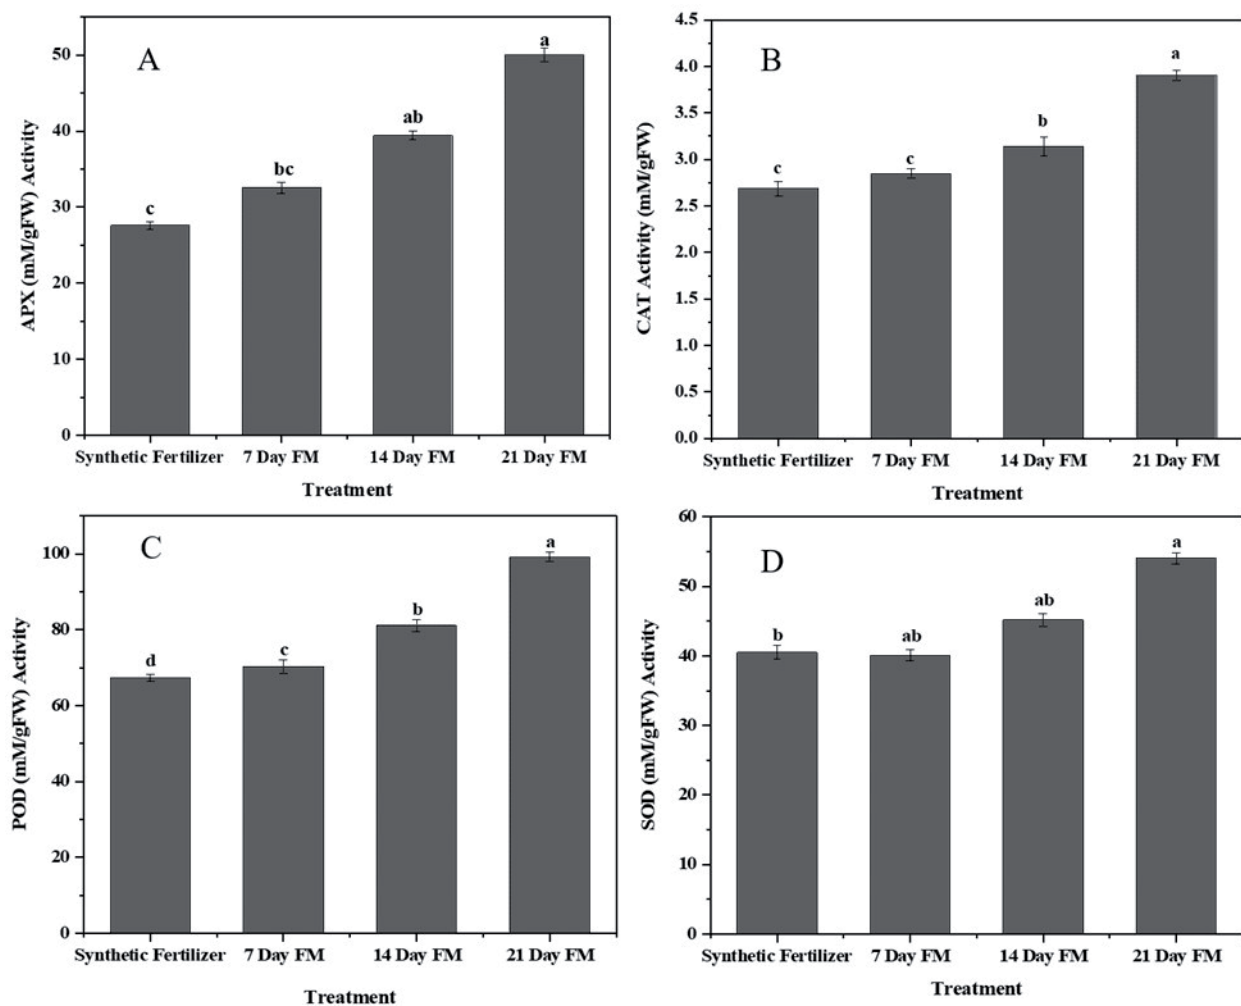 A
APX (mM/gFW) Activity
50
40
30
20
10
0
c
bc
ab
a
Synthetic Fertilizer 7 Day FM 14 Day FM 21 Day FM
Treatment
B
CAT Activity (mM/gFW)
4.5
4.0
3.5
3.0
2.5
2.0
1.5
1.0
0.5
0.0
c
c
b
a
Synthetic Fertilizer 7 Day FM 14 Day FM 21 Day FM
Treatment
C
POD (mM/gFW) Activity
100
80
60
40
20
0
d
c
b
a
Synthetic Fertilizer 7 Day FM 14 Day FM 21 Day FM
Treatment
D
SOD (mM/gFW) Activity
60
50
40
30
20
10
0
b
ab
ab
a
Synthetic Fertilizer 7 Day FM 14 Day FM 21 Day FM
Treatment